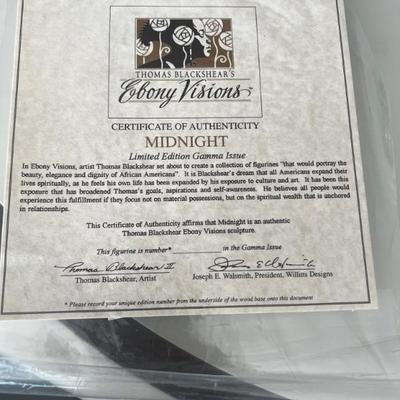 THOMAS BLACKSHEAR'S
Ebony Visions
CERTIFICATE OF AUTHENTICITY
MIDNIGHT
Limited Edition Gamma Issue
In Ebony Visions, artist Thomas Blackshear set about to create a collection of figurines "that would portray the
beauty, elegance and dignity of African Americans". It is Blackshear's dream that all Americans expand their
lives spiritually, as he feels his own life has been expanded by his exposure to culture and art. It has been this
exposure that has broadened Thomas's goals, aspirations and self-awareness. He believes all people would
experience this fulfillment if they focus not on material possessions, but on the spiritual wealth that is anchored
in relationships.
This Certificate of Authenticity affirms that Midnight is an authentic
Thomas Blackshear Ebony Visions sculpture.
This figurine is number* in the Gamma Issue
Thomas Blackshear II
Thomas Blackshear, Artist Joseph E. Walsmith, President, Willitts Designs
* Please record your unique edition number from the underside of the wood base onto this document